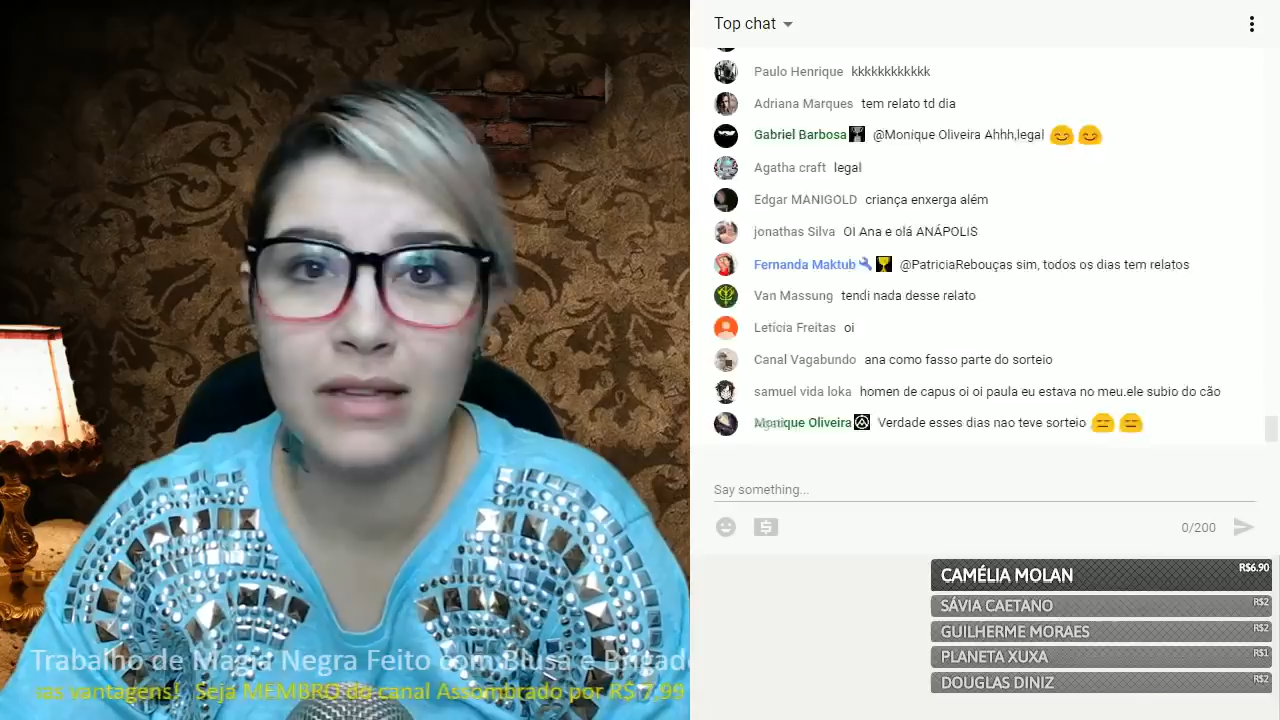 Top chat
Paulo Henrique kkkkkkkkkkkk
Adriana Marques tem relato td dia
Gabriel Barbosa @Monique Oliveira Ahhh,legal
Agatha craft legal
Edgar MANIGOLD criança enxerga além
jonathas Silva OI Ana e olá ANÁPOLIS
Fernanda Maktub @PatriciaRebouças sim, todos os dias tem relatos
Van Massung tendi nada desse relato
Letícia Freitas oi
Canal Vagabundo ana como fasso parte do sorteio
samuel vida loka homen de capus oi oi paula eu estava no meu.ele subio do cão
Monique Oliveira Verdade esses dias nao teve sorteio
Say something...
0/200
CAMÉLIA MOLAN R$6.90
SÁVIA CAETANO R$2
GUILHERME MORAES R$2
PLANETA XUXA R$1
DOUGLAS DINIZ R$2
Trabalho de Magia Negra Feito com Blusa e Brigad
as vantagens! Seja MEMBRO do canal Assombrado por R$ 7,99